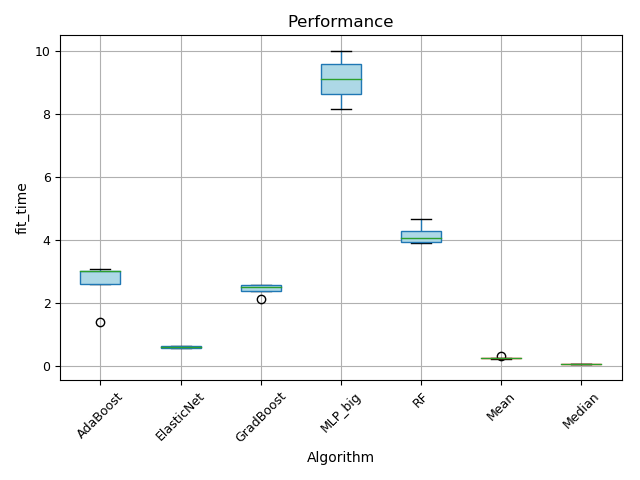 Performance
fit_time
10
8
6
4
2
0
AdaBoost
ElasticNet
GradBoost
MLP_big
RF
Mean
Median
Algorithm